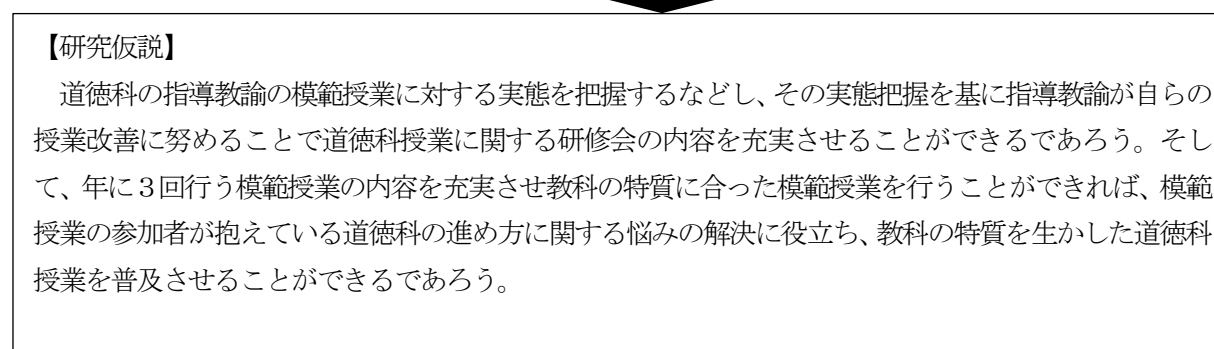 【研究仮説】
道徳科の指導教諭の模範授業に対する実態を把握するなどし、その実態把握を基に指導教諭が自らの
授業改善に努めることで道徳科授業に関する研修会の内容を充実させることができるであろう。そし
て、年に３回行う模範授業の内容を充実させ教科の特質に合った模範授業を行うことができれば、模範
授業の参加者が抱えている道徳科の進め方に関する悩みの解決に役立ち、教科の特質を生かした道徳科
授業を普及させることができるであろう。